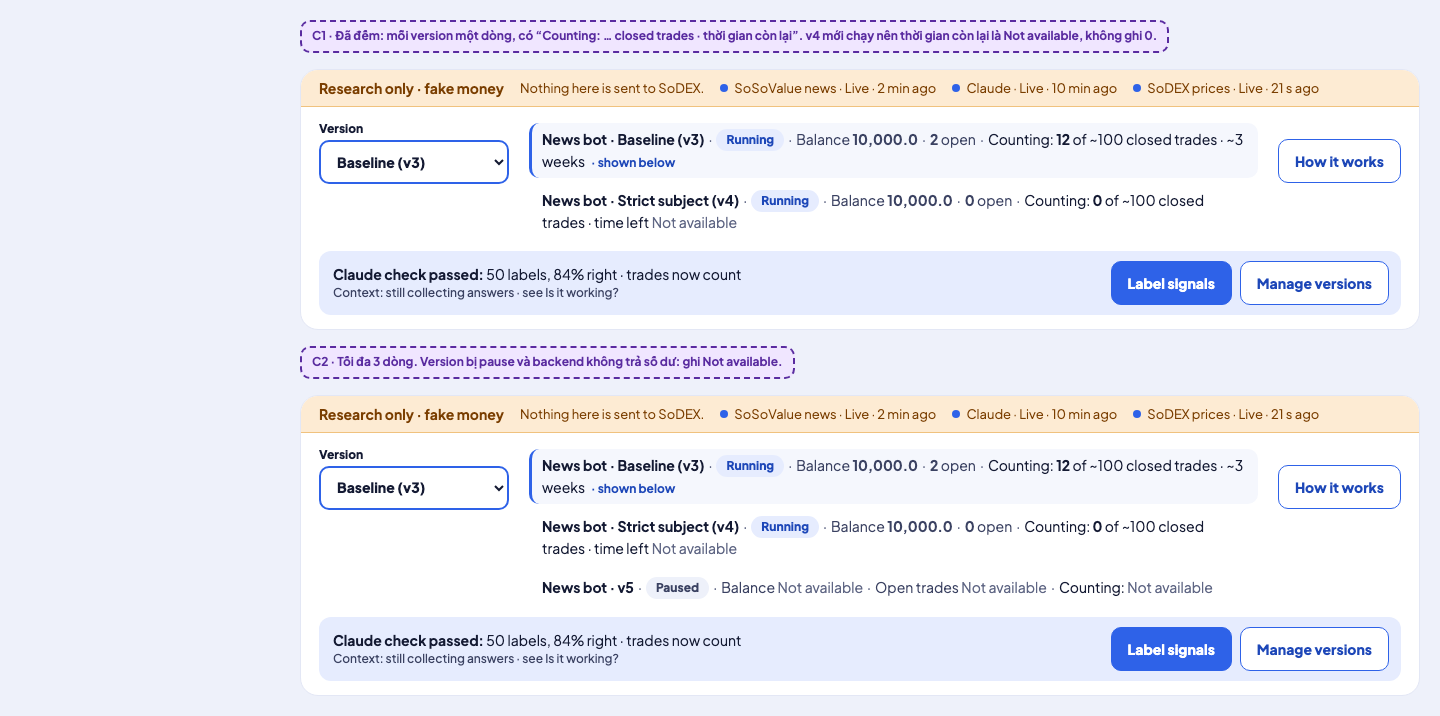 C1 · Đã đếm: mỗi version một dòng, có “Counting: … closed trades · thời gian còn lại”. v4 mới chạy nên thời gian còn lại là Not available, không ghi 0.
Research only · fake money Nothing here is sent to SoDEX. SoSoValue news · Live · 2 min ago Claude · Live · 10 min ago SoDEX prices · Live · 21 s ago
Version
Baseline (v3)
News bot · Baseline (v3) · Running · Balance 10,000.0 · 2 open · Counting: 12 of ~100 closed trades · ~3
weeks · shown below
How it works
News bot · Strict subject (v4) · Running · Balance 10,000.0 · 0 open · Counting: 0 of ~100 closed
trades · time left Not available
Claude check passed: 50 labels, 84% right · trades now count
Context: still collecting answers · see Is it working?
Label signals
Manage versions
C2 · Tối đa 3 dòng. Version bị pause và backend không trả số dư: ghi Not available.
Research only · fake money Nothing here is sent to SoDEX. SoSoValue news · Live · 2 min ago Claude · Live · 10 min ago SoDEX prices · Live · 21 s ago
Version
Baseline (v3)
News bot · Baseline (v3) · Running · Balance 10,000.0 · 2 open · Counting: 12 of ~100 closed trades · ~3
weeks · shown below
How it works
News bot · Strict subject (v4) · Running · Balance 10,000.0 · 0 open · Counting: 0 of ~100 closed
trades · time left Not available
News bot · v5 · Paused · Balance Not available · Open trades Not available · Counting: Not available
Claude check passed: 50 labels, 84% right · trades now count
Context: still collecting answers · see Is it working?
Label signals
Manage versions